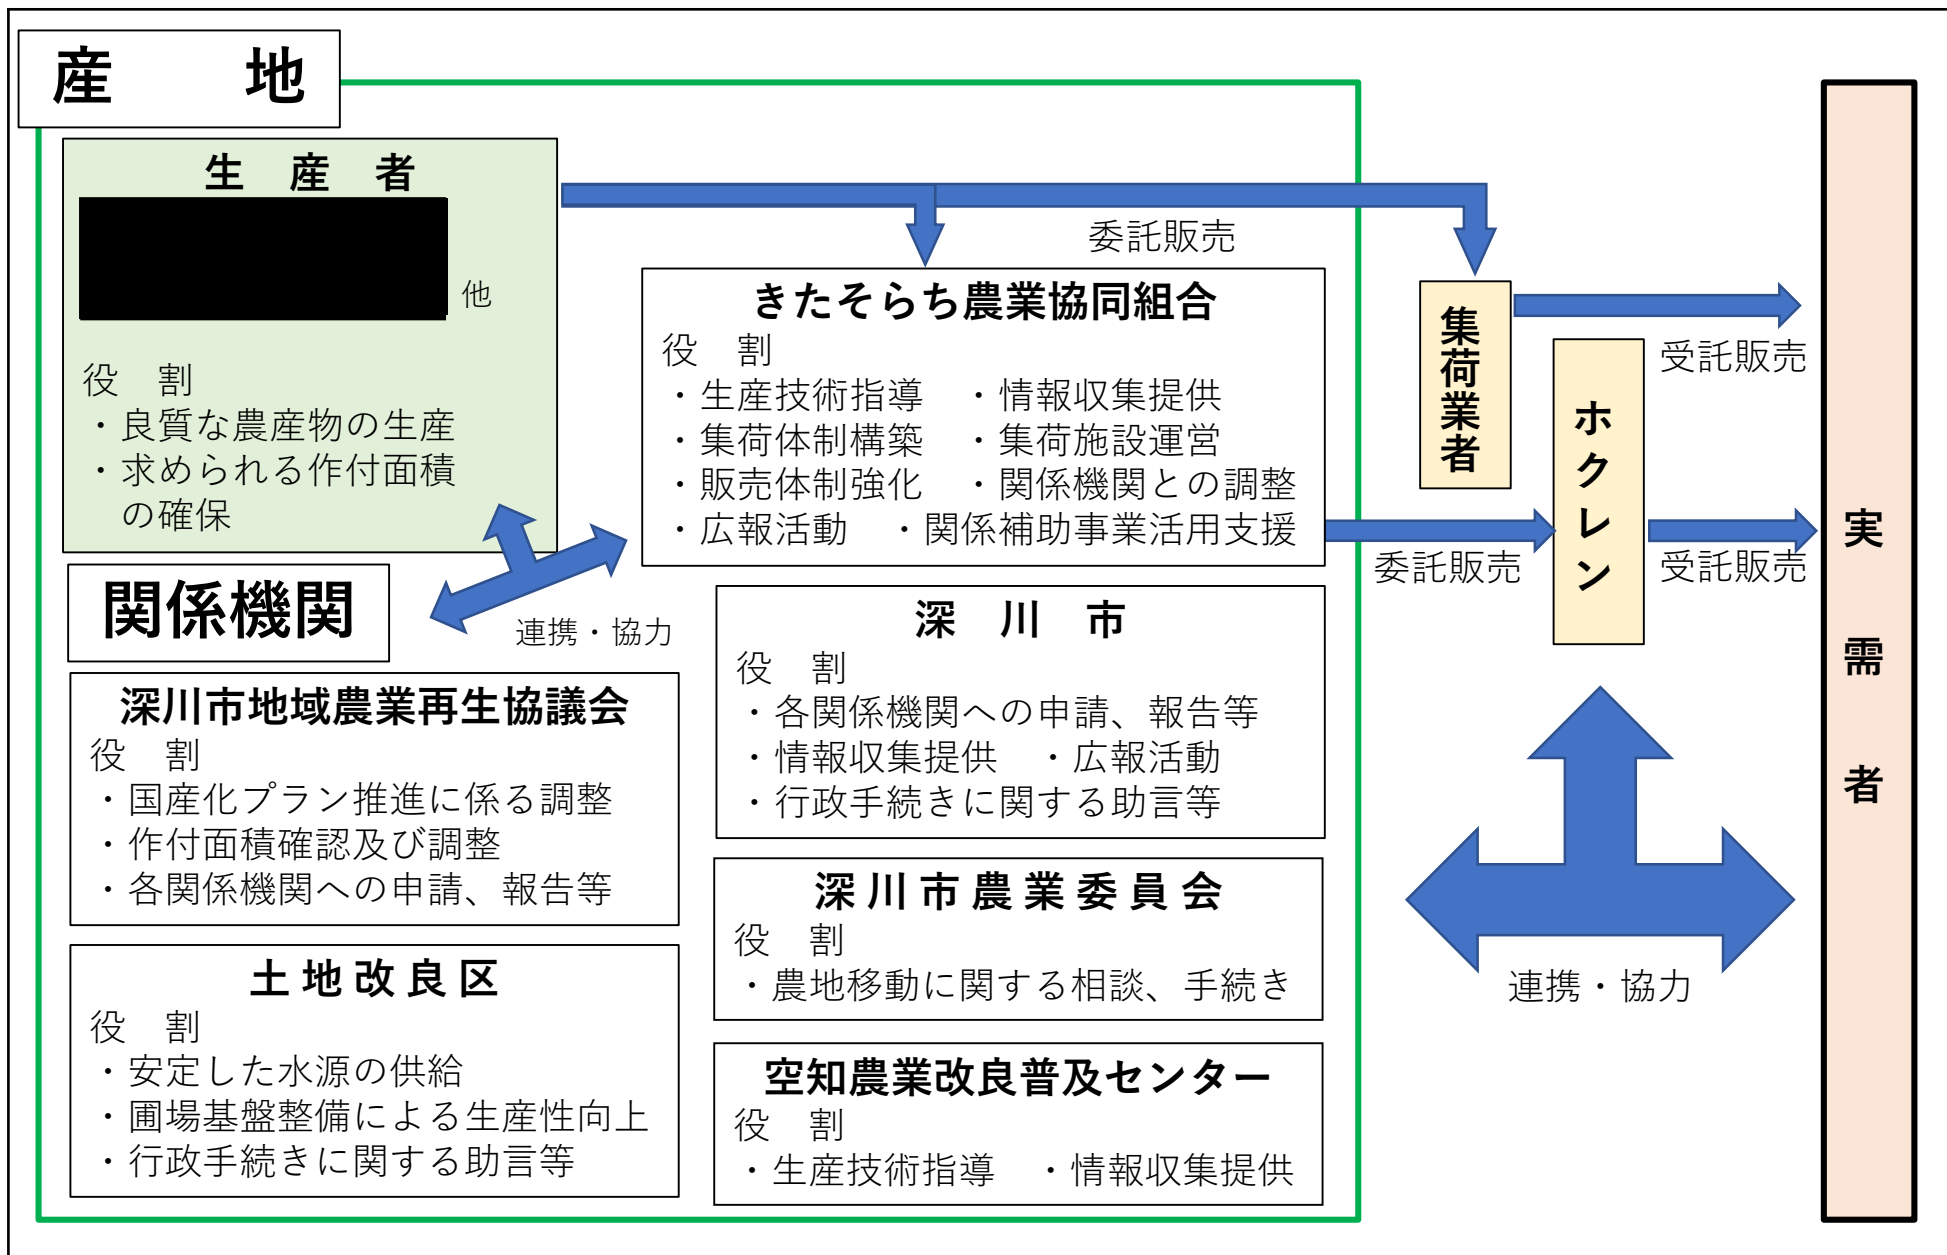 産　地
生　産　者
他
役　割
・良質な農産物の生産
・求められる作付面積
の確保
委託販売
きたそらち農業協同組合
役　割
・生産技術指導　・情報収集提供
・集荷体制構築　・集荷施設運営
・販売体制強化　・関係機関との調整
・広報活動　・関係補助事業活用支援
集荷業者
受託販売
ホクレン
委託販売
受託販売
実需者
関係機関
連携・協力
深川市地域農業再生協議会
役　割
・国産化プラン推進に係る調整
・作付面積確認及び調整
・各関係機関への申請、報告等
土地改良区
役　割
・安定した水源の供給
・圃場基盤整備による生産性向上
・行政手続きに関する助言等
深　川　市
役　割
・各関係機関への申請、報告等
・情報収集提供　・広報活動
・行政手続きに関する助言等
深川市農業委員会
役　割
・農地移動に関する相談、手続き
空知農業改良普及センター
役　割
・生産技術指導　・情報収集提供
連携・協力